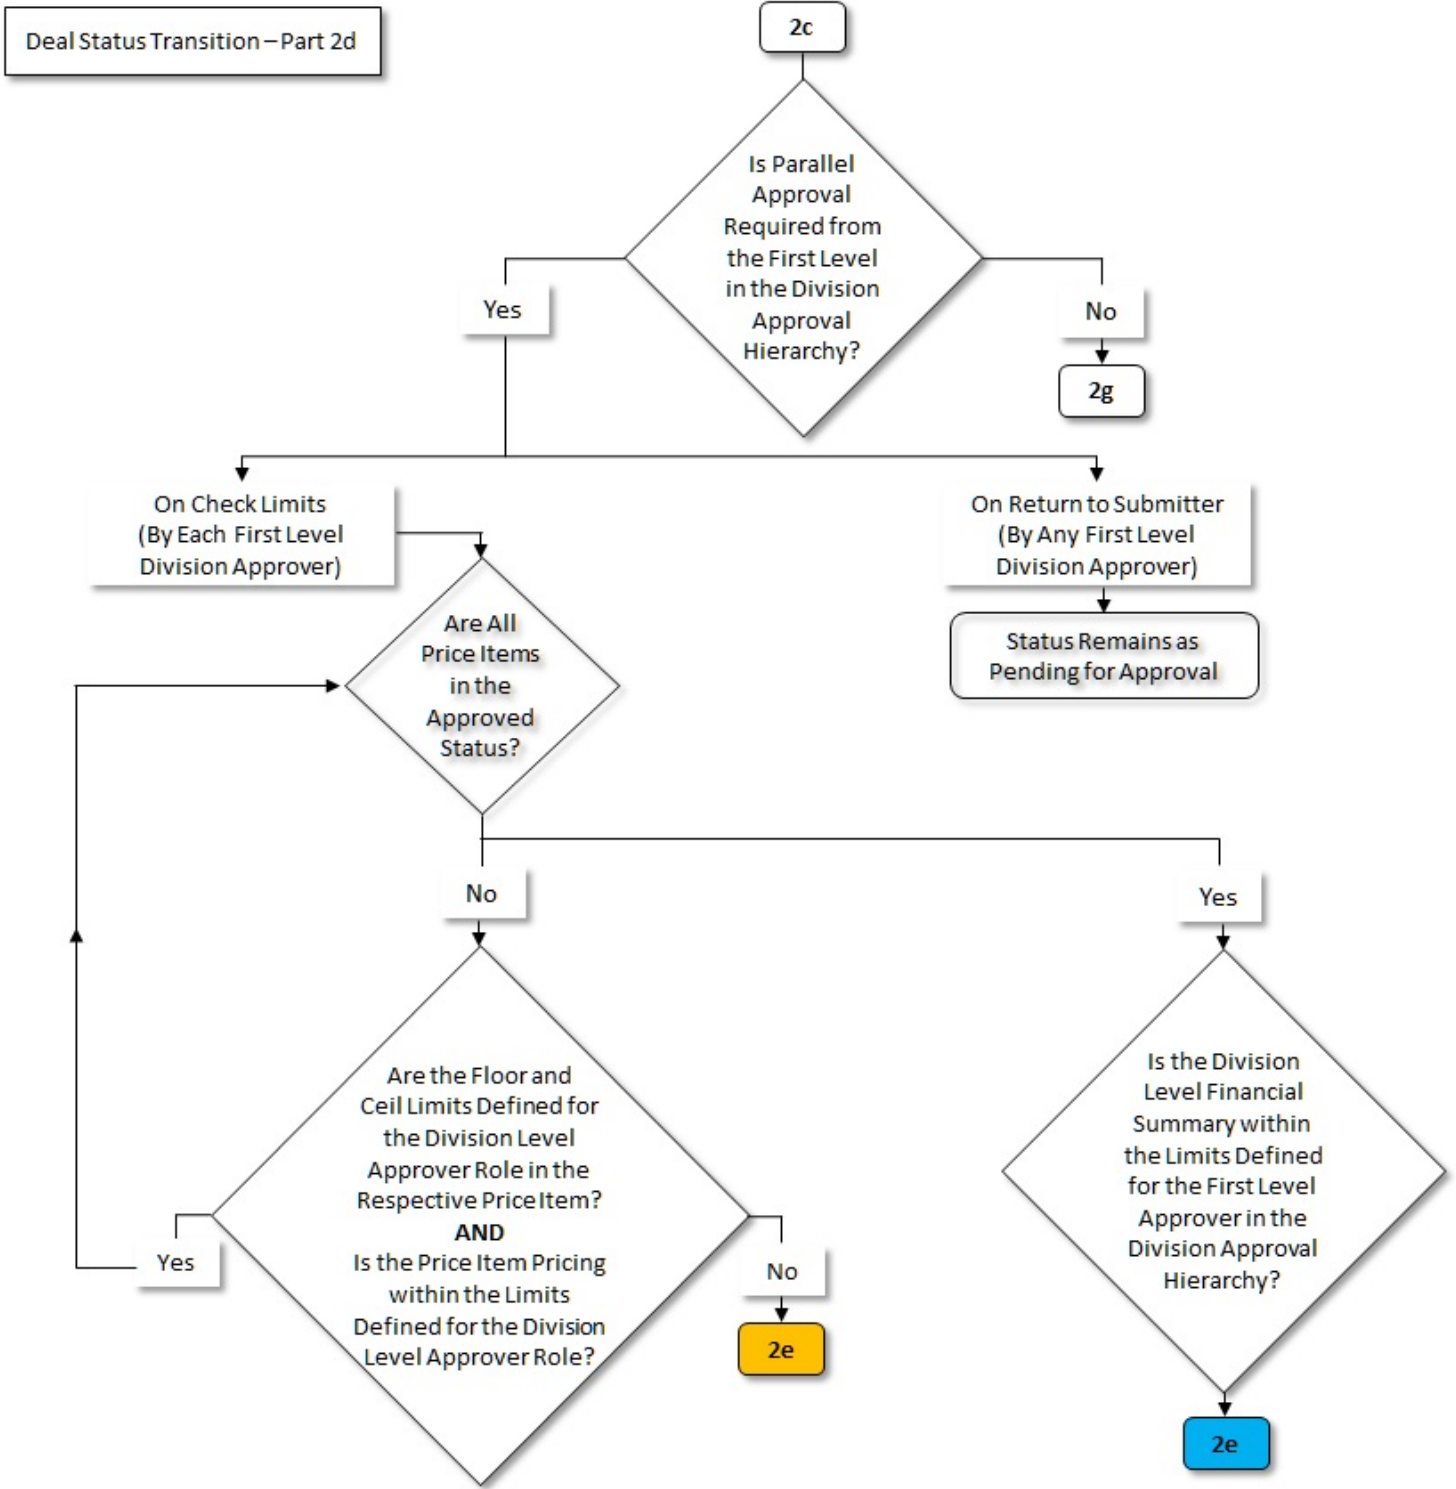 Deal Status Transition – Part 2d
2c
Is Parallel
Approval
Required from
the First Level
in the Division
Approval
Hierarchy?
Yes
No
2g
On Check Limits
(By Each First Level
Division Approver)
On Return to Submitter
(By Any First Level
Division Approver)
Are All
Price Items
in the
Approved
Status?
Status Remains as
Pending for Approval
No
Yes
Are the Floor and
Ceil Limits Defined for
the Division Level
Approver Role in the
Respective Price Item?
AND
Is the Price Item Pricing
within the Limits
Defined for the Division
Level Approver Role?
Is the Division
Level Financial
Summary within
the Limits Defined
for the First Level
Approver in the
Division Approval
Hierarchy?
Yes
No
2e
2e